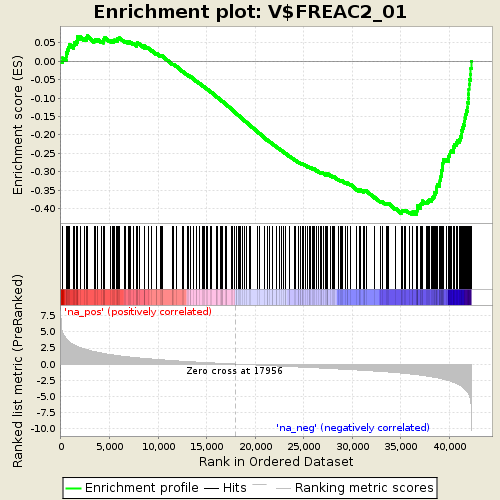 Enrichment plot: V$FREAC2_01
Enrichment score (ES)
0.05
0.00
-0.05
-0.10
-0.15
-0.20
-0.25
-0.30
-0.35
-0.40
Ranked list metric (PreRanked)
'na_pos' (positively correlated)
7.5
5.0
2.5
0.0
-2.5
-5.0
-7.5
-10.0
Zero cross at 17956
'na_neg' (negatively correlated)
0 5,000 10,000 15,000 20,000 25,000 30,000 35,000 40,000
Rank in Ordered Dataset
Enrichment profile Hits Ranking metric scores